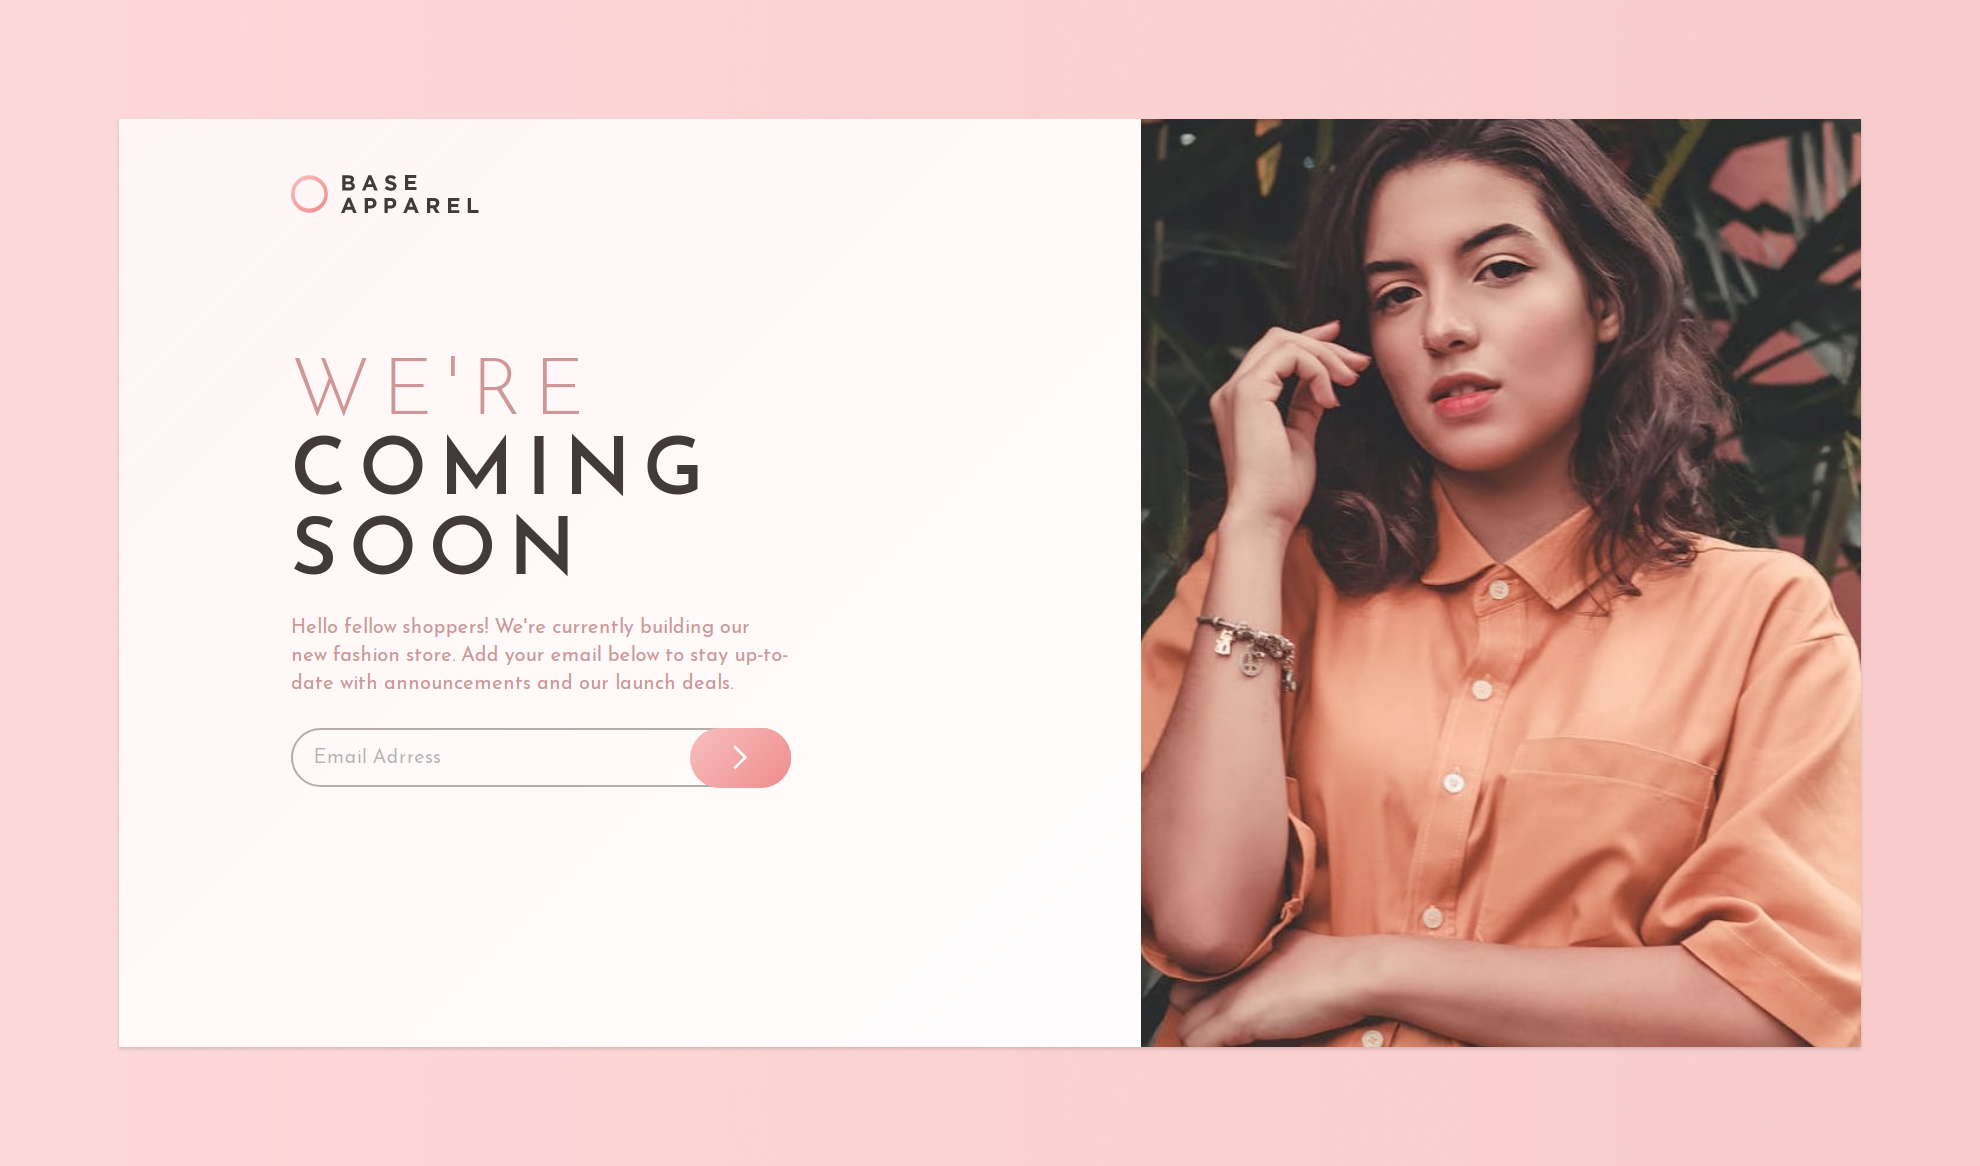 BASE
APPAREL
WE'RE
COMING
SOON
Hello fellow shoppers! We're currently building our
new fashion store. Add your email below to stay up-to-
date with announcements and our launch deals.
Email Adrress